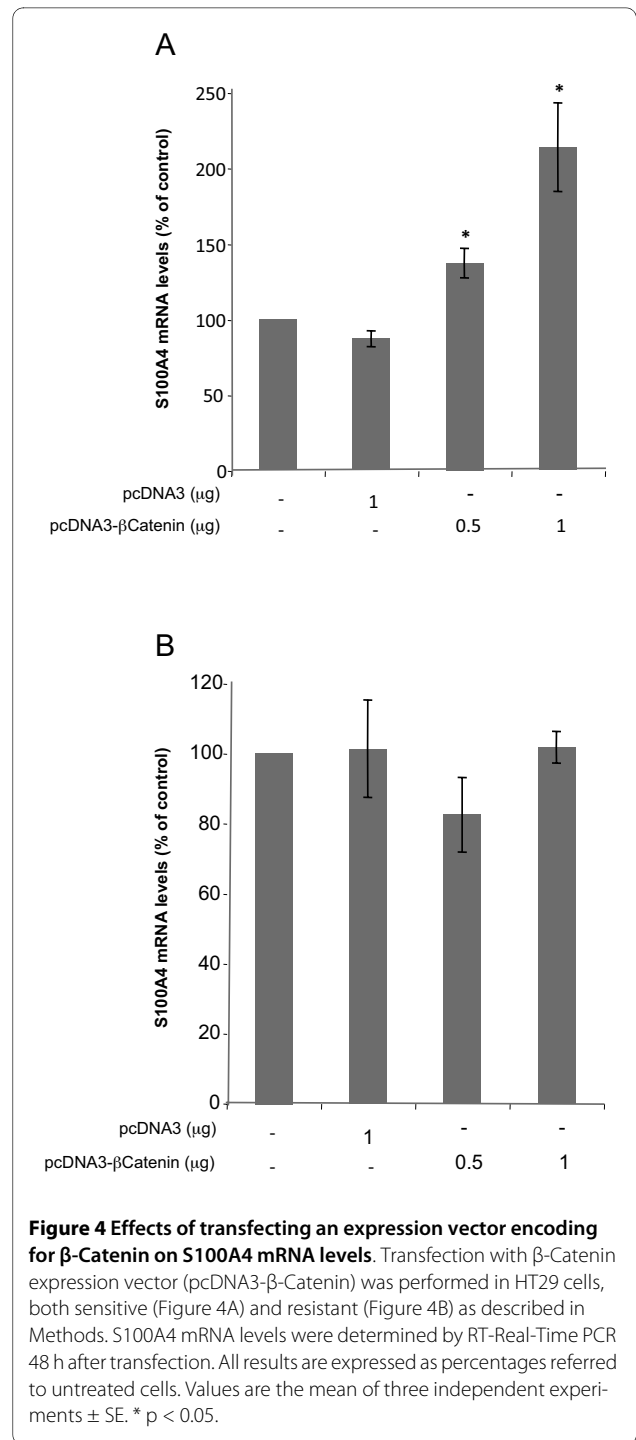 A
S100A4 mRNA levels (% of control)
250
200
150
100
50
0
*
*
pcDNA3 (μg) - 1 - -
pcDNA3-βCatenin (μg) - - 0.5 1
B
S100A4 mRNA levels (% of control)
120
100
80
60
40
20
0
pcDNA3 (μg) - 1 - -
pcDNA3-βCatenin (μg) - - 0.5 1
Figure 4 Effects of transfecting an expression vector encoding
for β-Catenin on S100A4 mRNA levels. Transfection with β-Catenin
expression vector (pcDNA3-β-Catenin) was performed in HT29 cells,
both sensitive (Figure 4A) and resistant (Figure 4B) as described in
Methods. S100A4 mRNA levels were determined by RT-Real-Time PCR
48 h after transfection. All results are expressed as percentages referred
to untreated cells. Values are the mean of three independent experi-
ments ± SE. * p < 0.05.